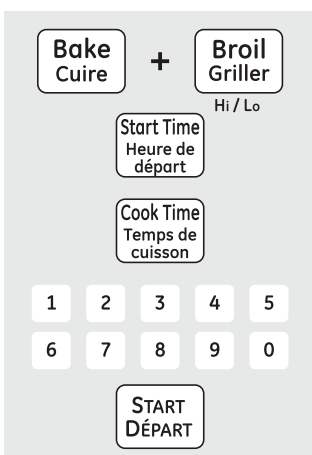 Bake + Broil
Cuire Griller
Hi / Lo
Start Time
Heure de
départ
Cook Time
Temps de
cuisson
1 2 3 4 5
6 7 8 9 0
START
DÉPART